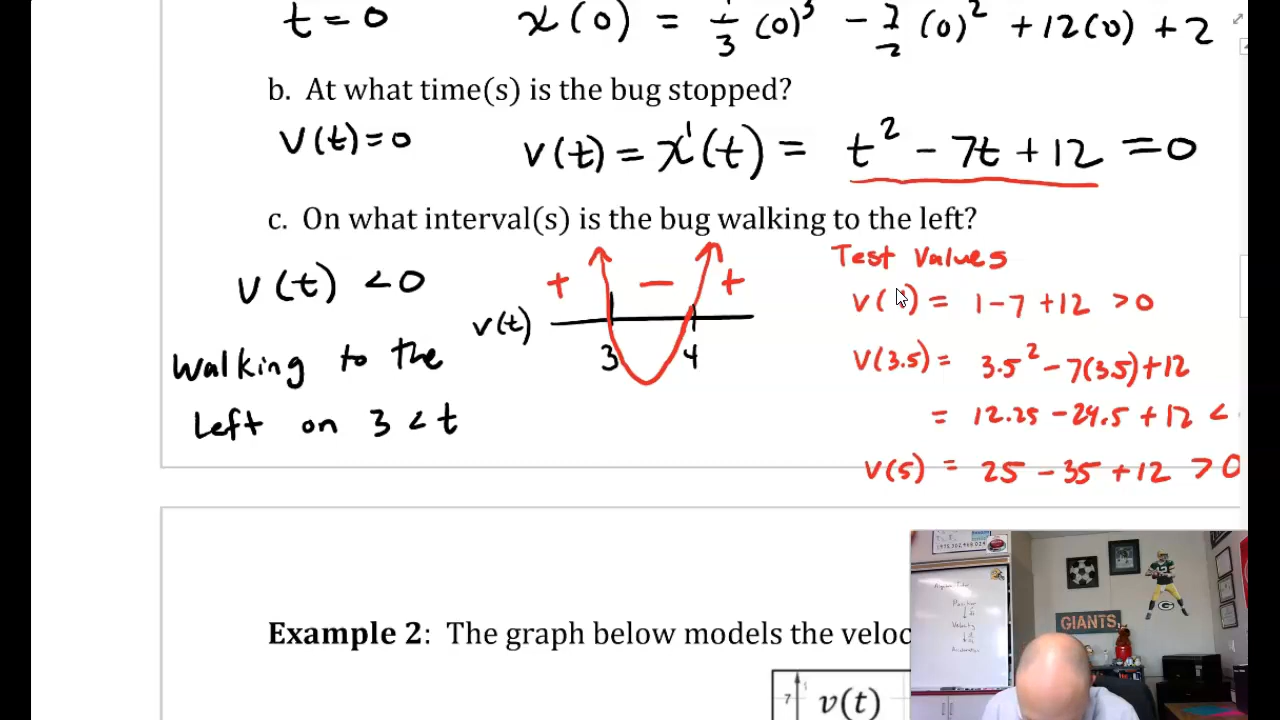 t = 0 x(0) = 1/3 (0)³ - 7/2 (0)² + 12(0) + 2
b. At what time(s) is the bug stopped?
v(t) = 0 v(t) = x'(t) = t² - 7t + 12 = 0
c. On what interval(s) is the bug walking to the left?
v(t) < 0
+ - +
v(t)
3 4
Walking to the
left on 3 < t
Test Values
v( ) = 1 - 7 + 12 > 0
v(3.5) = 3.5² - 7(3.5) + 12
= 12.25 - 24.5 + 12 <
v(5) = 25 - 35 + 12 > 0
Example 2: The graph below models the veloc
7 v(t)
Position
Velocity
Acceleration
GIANTS
G